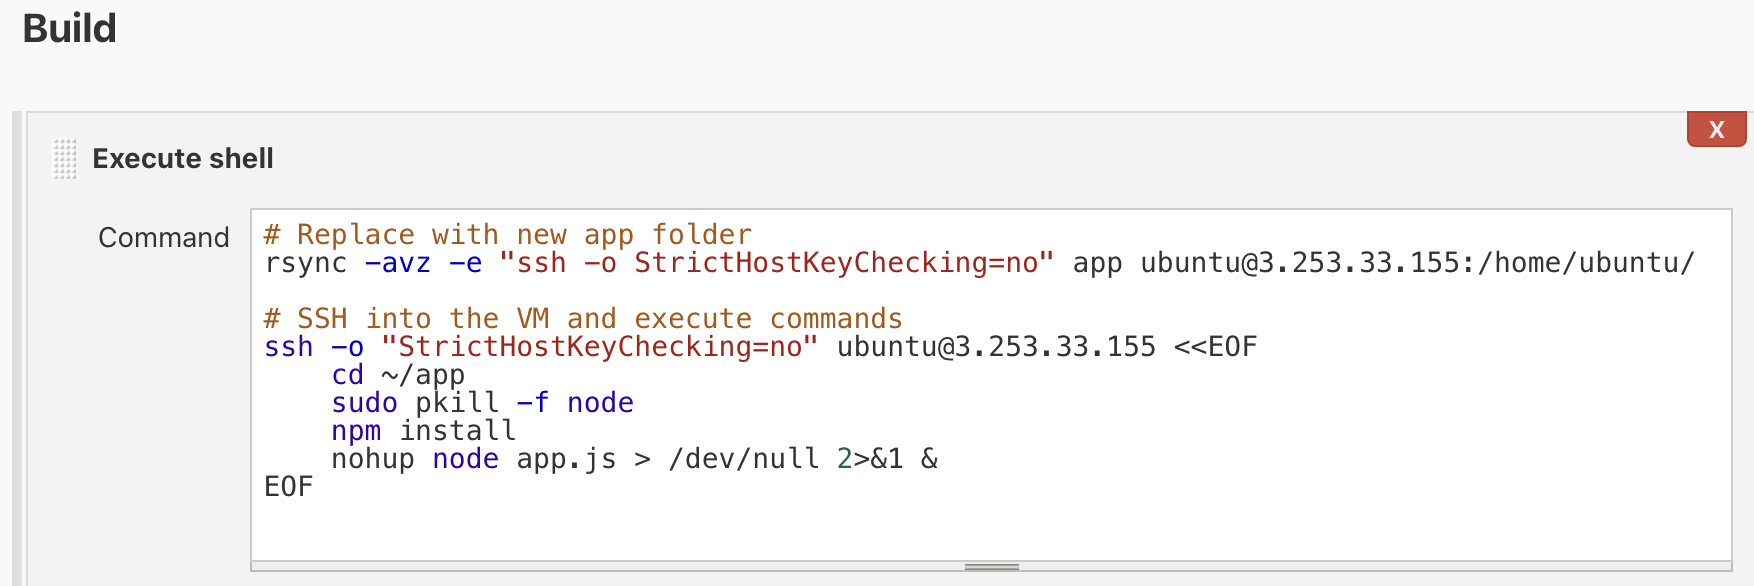 Build
X
Execute shell
Command
# Replace with new app folder
rsync -avz -e "ssh -o StrictHostKeyChecking=no" app ubuntu@3.253.33.155:/home/ubuntu/
# SSH into the VM and execute commands
ssh -o "StrictHostKeyChecking=no" ubuntu@3.253.33.155 <<EOF
cd ~/app
sudo pkill -f node
npm install
nohup node app.js > /dev/null 2>&1 &
EOF